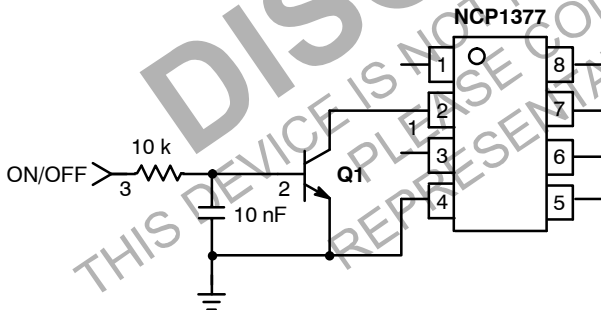 NCP1377
1
8
2
7
1
10 k
3
6
ON/OFF
3
2
Q1
10 nF
4
5
DISC
THIS DEVICE IS NOT
PLEASE CO
REPRESENTA